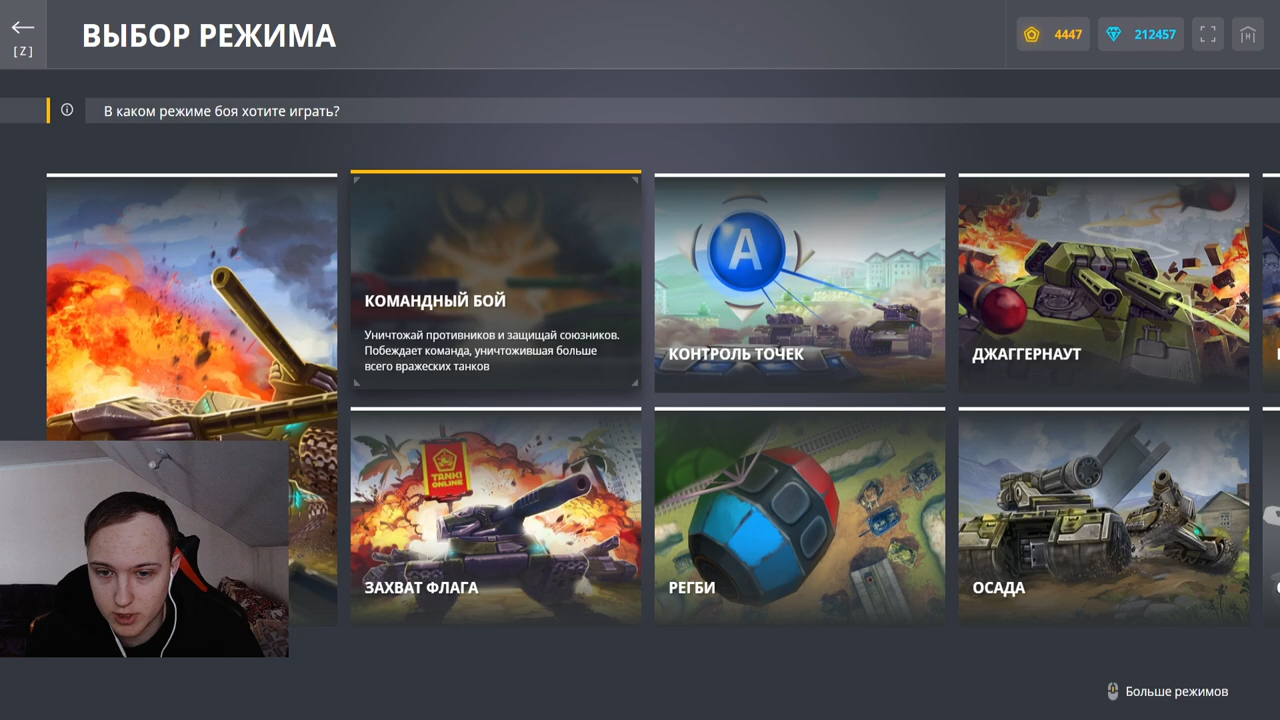 [Z]
ВЫБОР РЕЖИМА
4447
212457
В каком режиме боя хотите играть?
КОМАНДНЫЙ БОЙ
Уничтожай противников и защищай союзников.
Побеждает команда, уничтожившая больше
всего вражеских танков
A
КОНТРОЛЬ ТОЧЕК
ДЖАГГЕРНАУТ
TANKI
ONLINE
ЗАХВАТ ФЛАГА
РЕГБИ
ОСАДА
Больше режимов